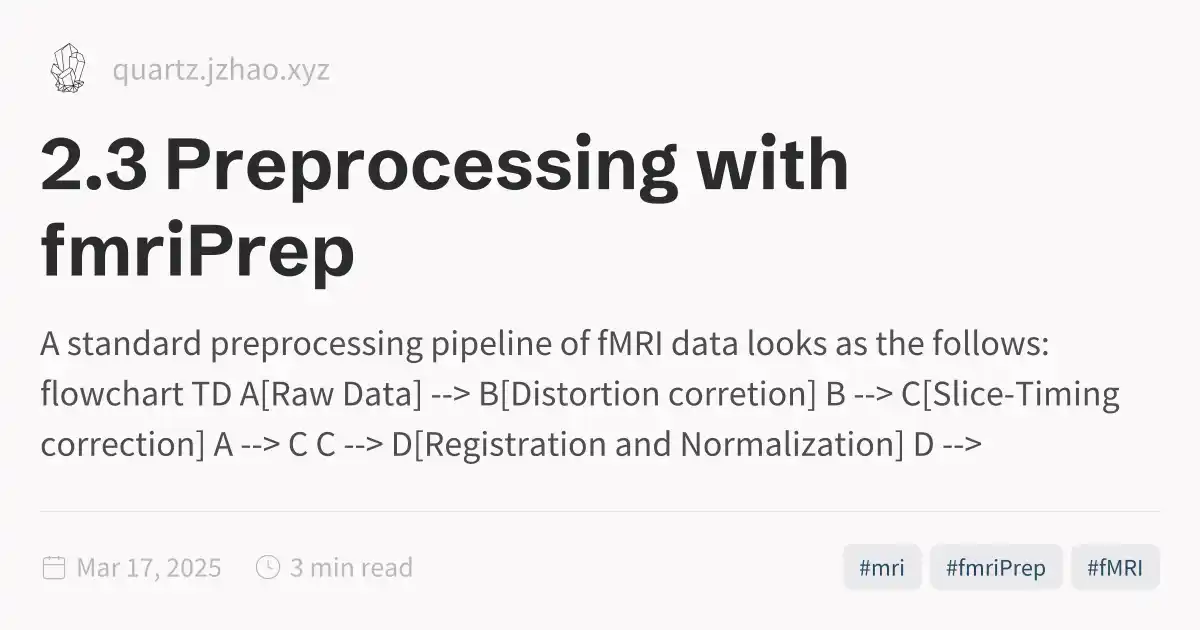 quartz.jzhao.xyz
2.3 Preprocessing with
fmriPrep
A standard preprocessing pipeline of fMRI data looks as the follows:
flowchart TD A[Raw Data] --> B[Distortion corretion] B --> C[Slice-Timing
correction] A --> C C --> D[Registration and Normalization] D -->
Mar 17, 2025 3 min read #mri #fmriPrep #fMRI